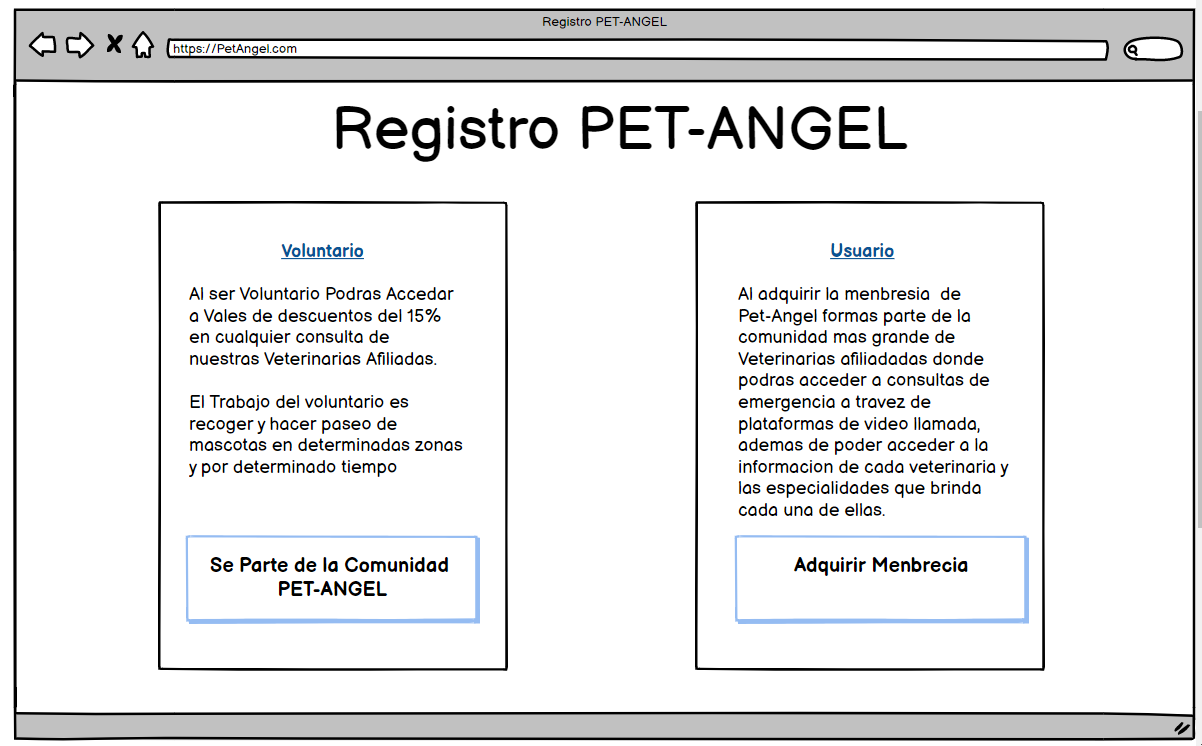 Registro PET-ANGEL
https://PetAngel.com
Registro PET-ANGEL
Voluntario
Al ser Voluntario Podras Accedar
a Vales de descuentos del 15%
en cualquier consulta de
nuestras Veterinarias Afiliadas.
El Trabajo del voluntario es
recoger y hacer paseo de
mascotas en determinadas zonas
y por determinado tiempo
Se Parte de la Comunidad
PET-ANGEL
Usuario
Al adquirir la menbresia  de
Pet-Angel formas parte de la
comunidad mas grande de
Veterinarias afiliadadas donde
podras acceder a consultas de
emergencia a travez de
plataformas de video llamada,
ademas de poder acceder a la
informacion de cada veterinaria y
las especialidades que brinda
cada una de ellas.
Adquirir Menbrecia